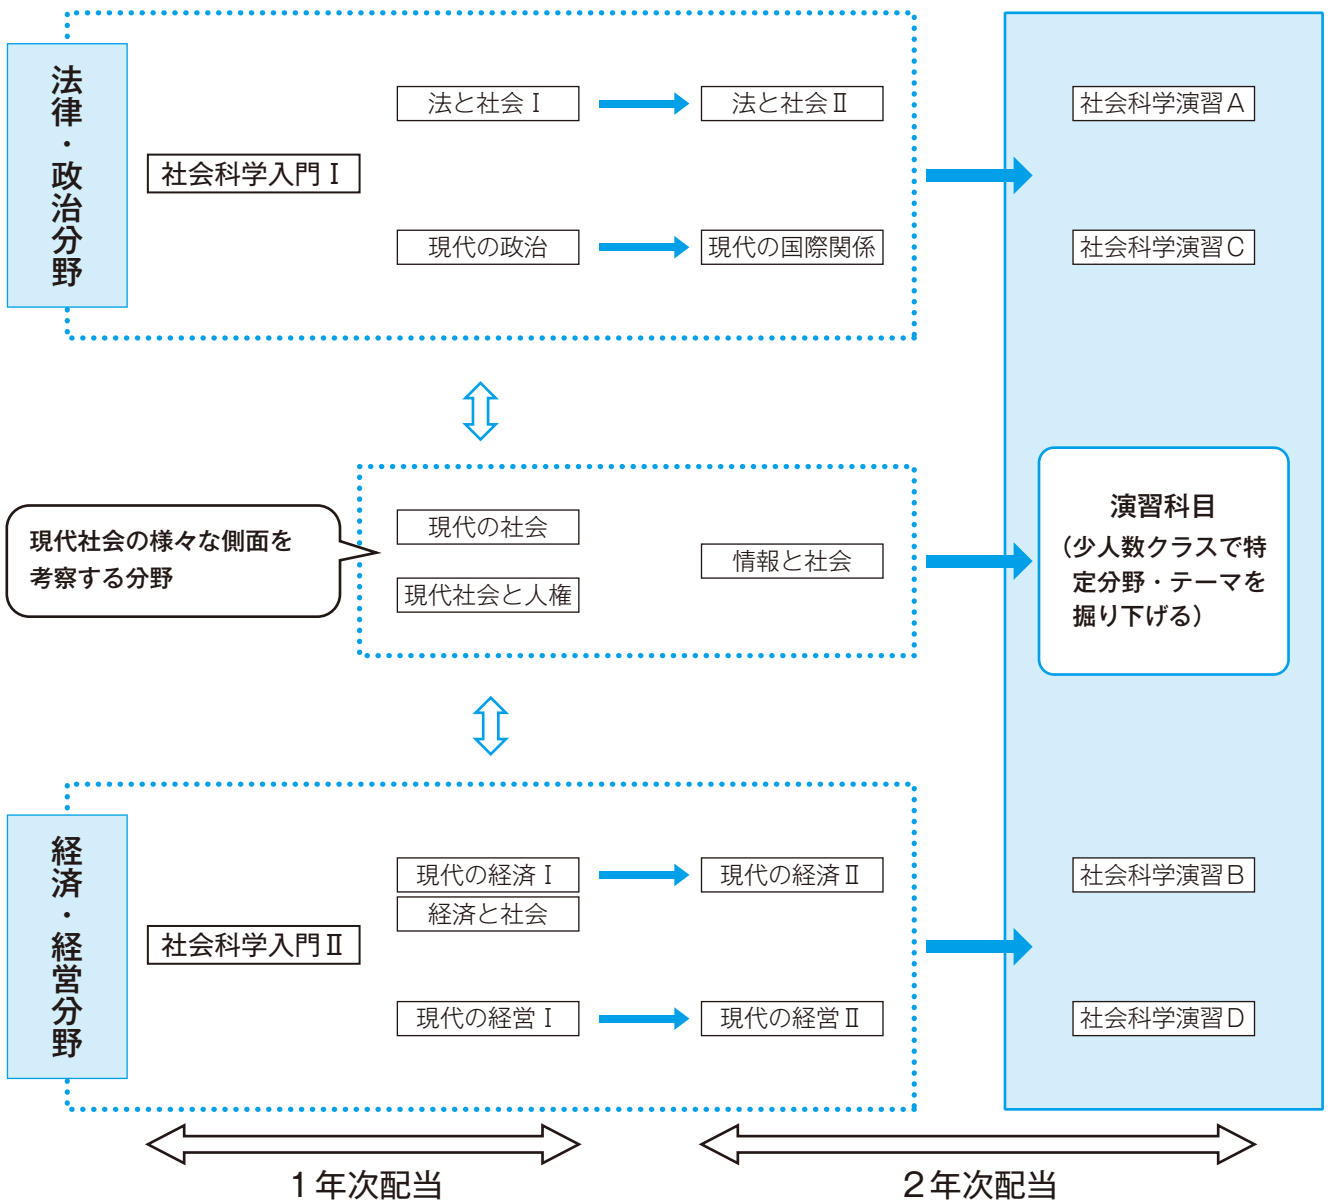 法律・政治分野
社会科学入門Ⅰ
法と社会Ⅰ
法と社会Ⅱ
現代の政治
現代の国際関係
社会科学演習A
社会科学演習C
現代社会の様々な側面を
考察する分野
現代の社会
現代社会と人権
情報と社会
演習科目
（少人数クラスで特
定分野・テーマを
掘り下げる）
経済・経営分野
社会科学入門Ⅱ
現代の経済Ⅰ
経済と社会
現代の経済Ⅱ
現代の経営Ⅰ
現代の経営Ⅱ
社会科学演習B
社会科学演習D
1年次配当
2年次配当